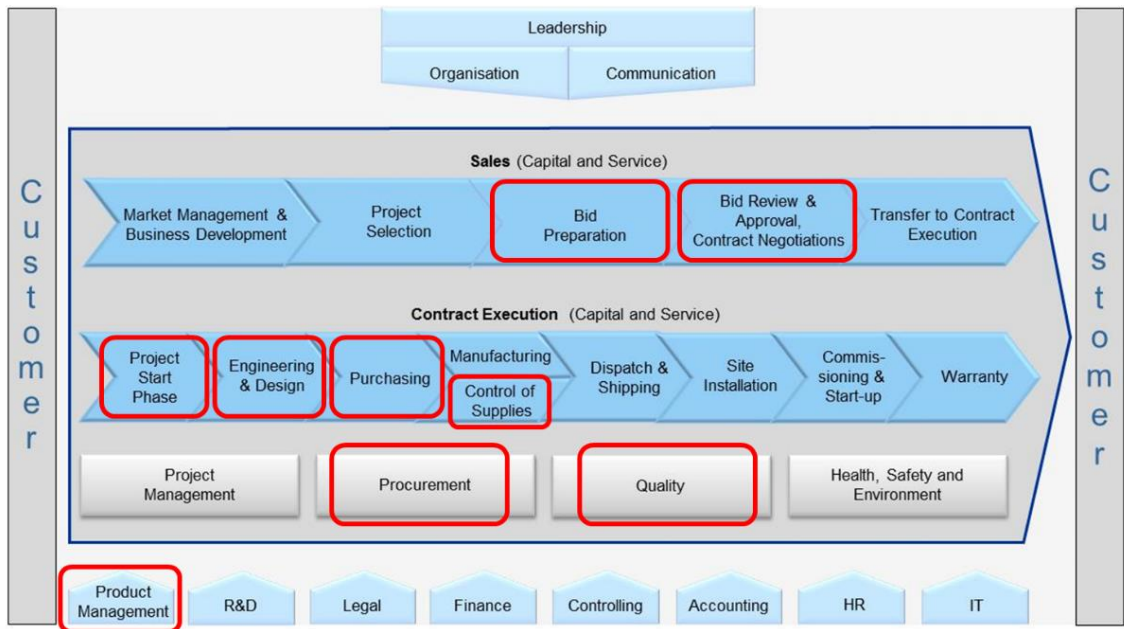 Leadership
Organisation
Communication
Customer
Sales (Capital and Service)
Market Management &
Business Development
Project
Selection
Bid
Preparation
Bid Review &
Approval,
Contract Negotiations
Transfer to Contract
Execution
Contract Execution (Capital and Service)
Project
Start
Phase
Engineering
& Design
Purchasing
Manufacturing
Control of
Supplies
Dispatch &
Shipping
Site
Installation
Commis-
sioning &
Start-up
Warranty
Project
Management
Procurement
Quality
Health, Safety and
Environment
Customer
Product
Management
R&D
Legal
Finance
Controlling
Accounting
HR
IT